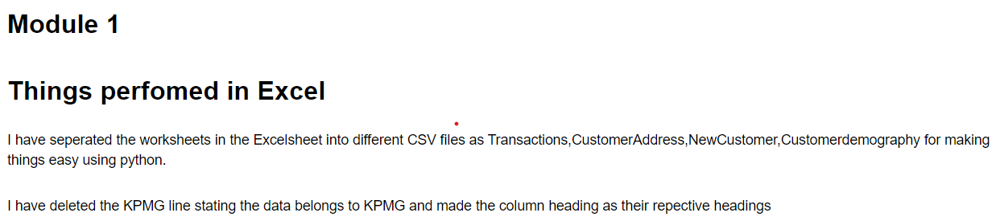 Module 1
Things perfomed in Excel
I have seperated the worksheets in the Excelsheet into different CSV files as Transactions,CustomerAddress,NewCustomer,Customerdemography for making
things easy using python.
I have deleted the KPMG line stating the data belongs to KPMG and made the column heading as their repective headings